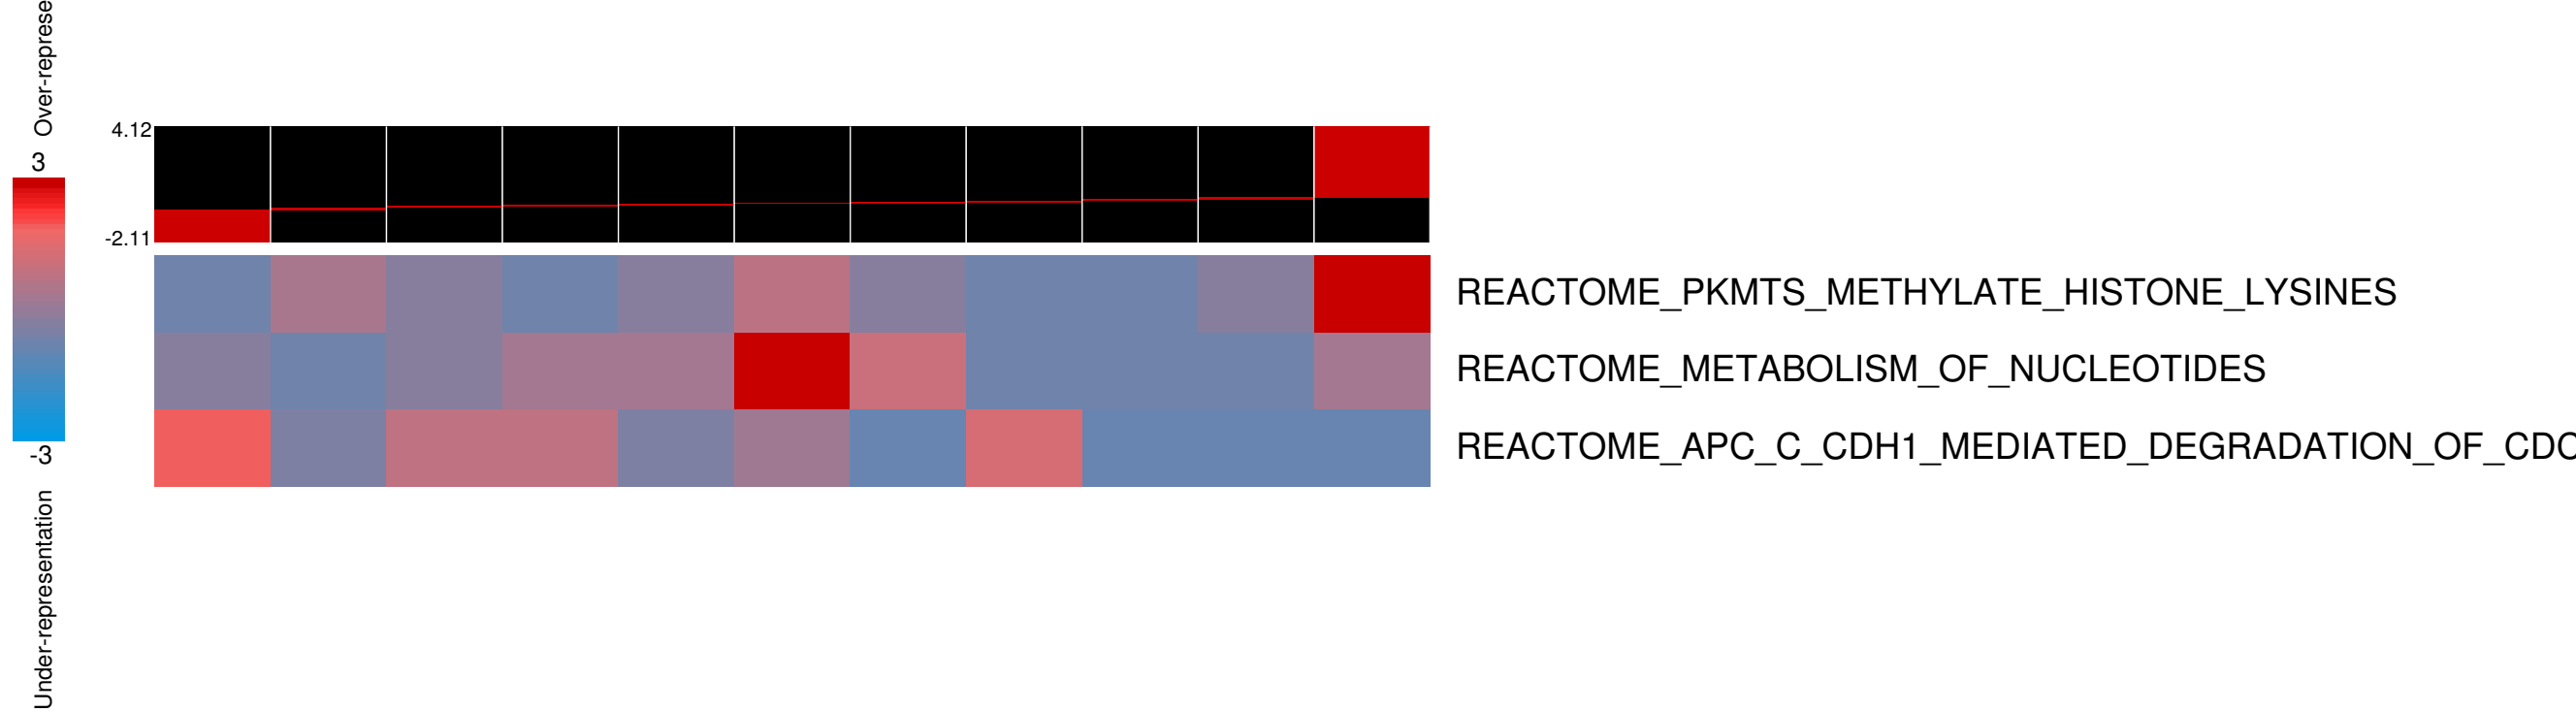 Over-represe
4.12
3
-2.11
REACTOME_PKMTS_METHYLATE_HISTONE_LYSINES
REACTOME_METABOLISM_OF_NUCLEOTIDES
REACTOME_APC_C_CDH1_MEDIATED_DEGRADATION_OF_CDC
-3
Under-representation